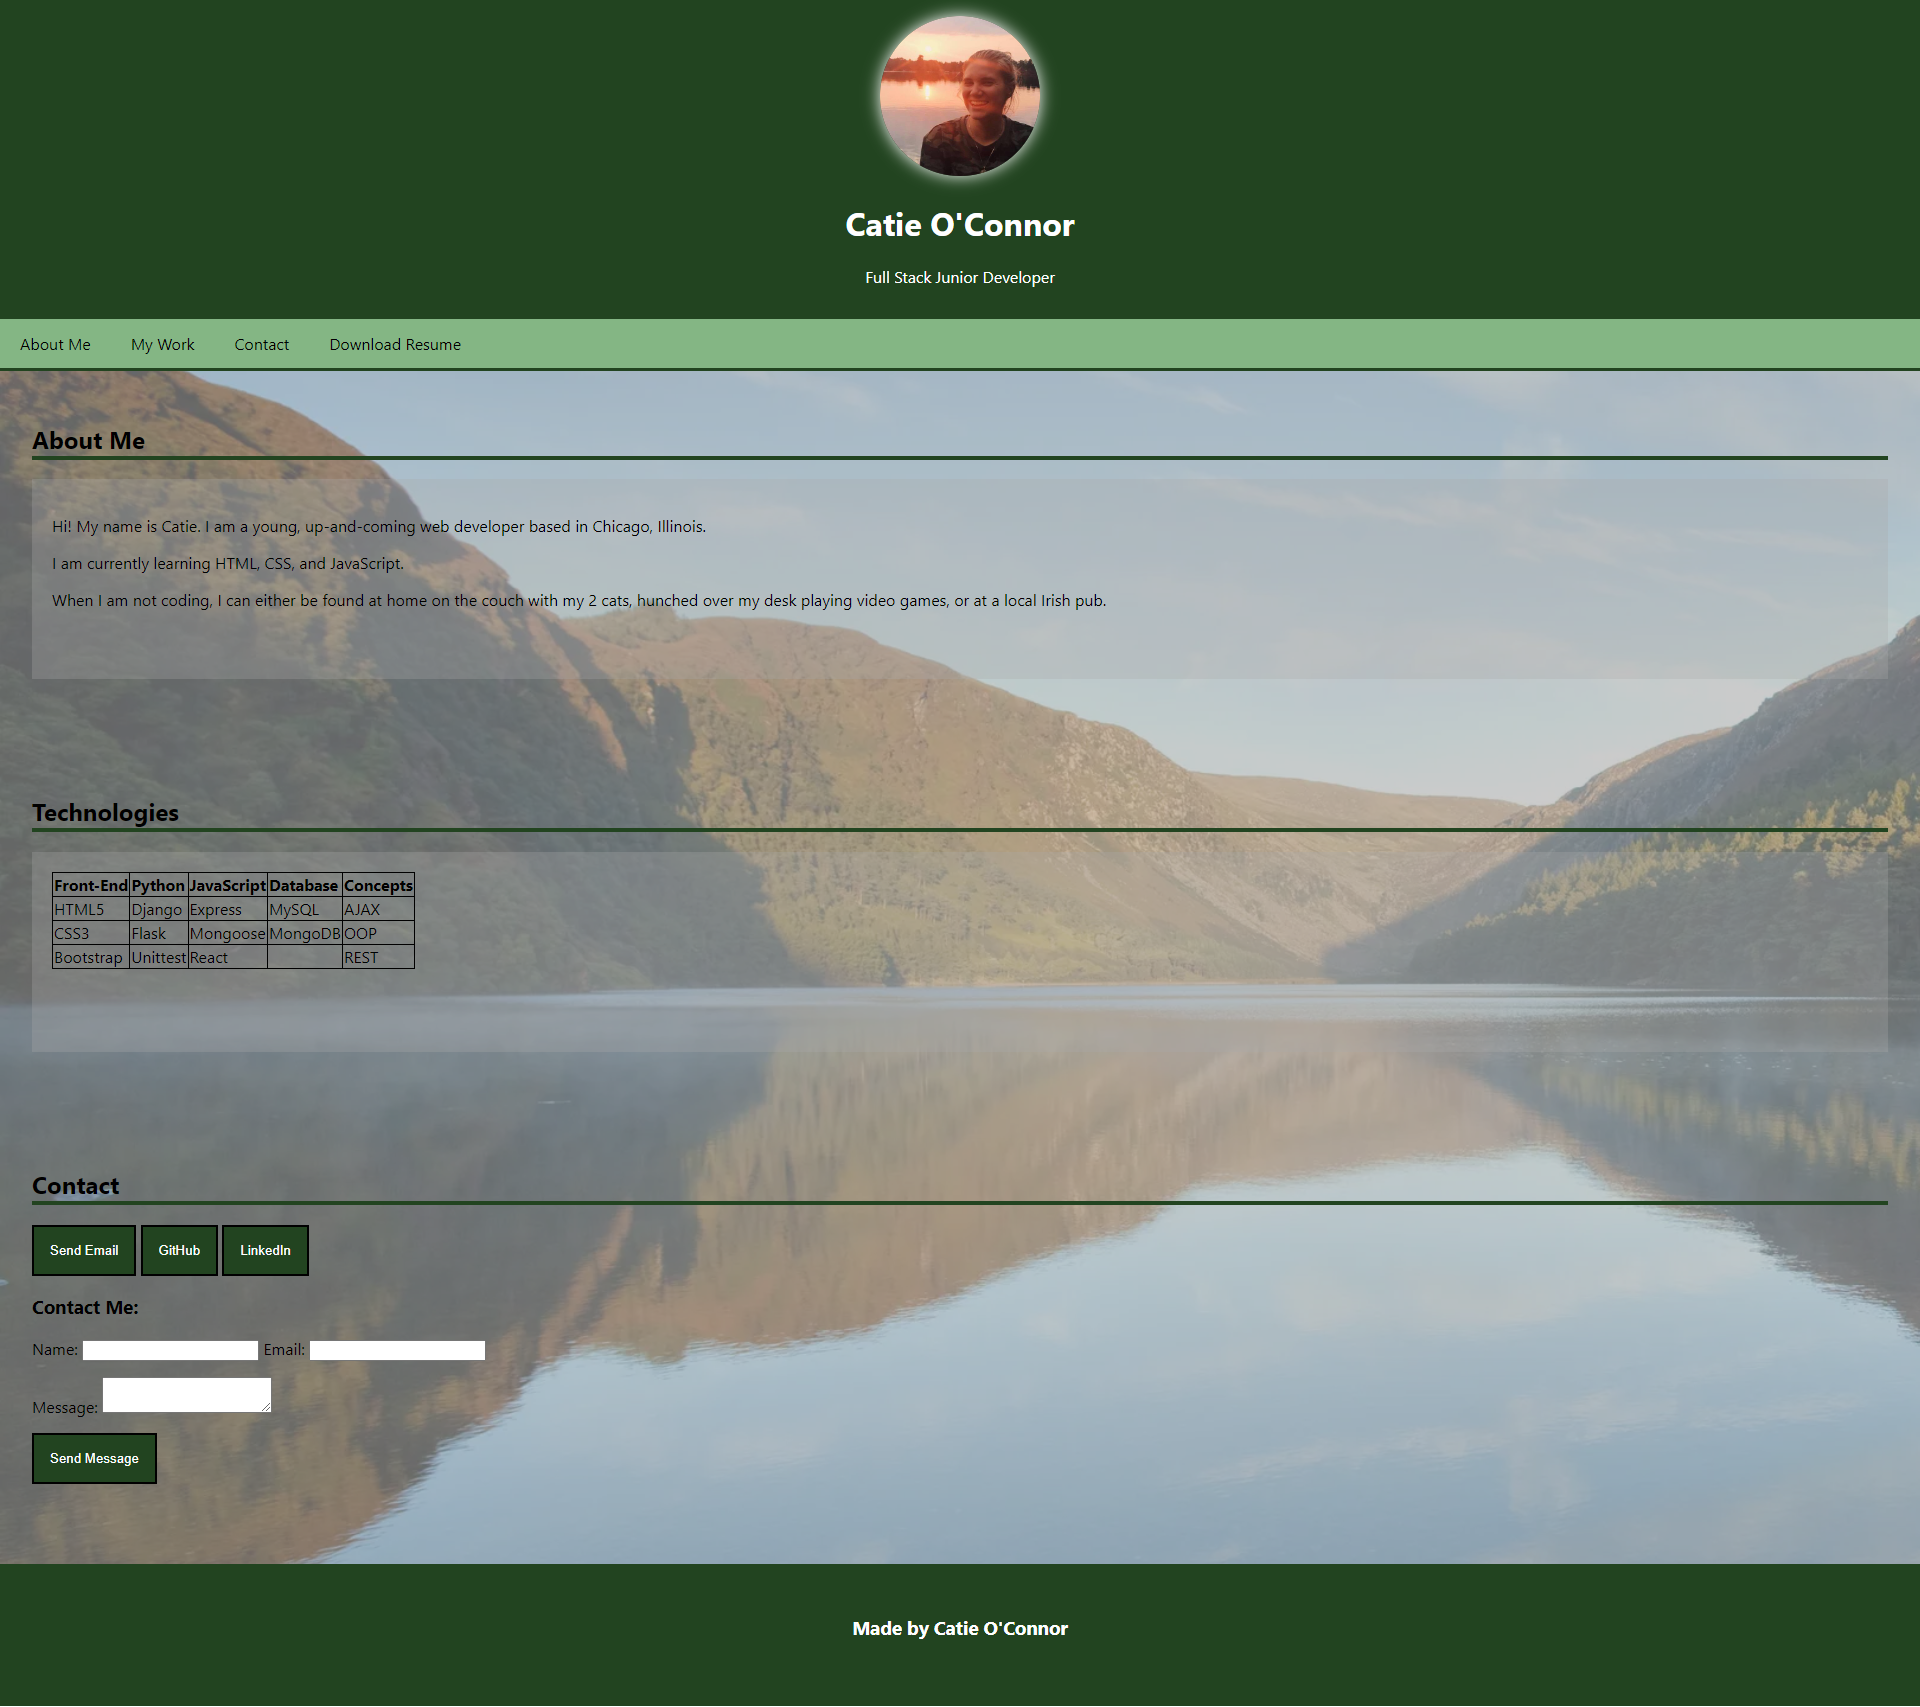 Catie O'Connor
Full Stack Junior Developer
About Me
My Work
Contact
Download Resume
About Me
Hi! My name is Catie. I am a young, up-and-coming web developer based in Chicago, Illinois.
I am currently learning HTML, CSS, and JavaScript.
When I am not coding, I can either be found at home on the couch with my 2 cats, hunched over my desk playing video games, or at a local Irish pub.
Technologies
Front-End Python JavaScript Database Concepts
HTML5 Django Express MySQL AJAX
CSS3 Flask Mongoose MongoDB OOP
Bootstrap Unittest React REST
Contact
Send Email GitHub LinkedIn
Contact Me:
Name: Email:
Message:
Send Message
Made by Catie O'Connor